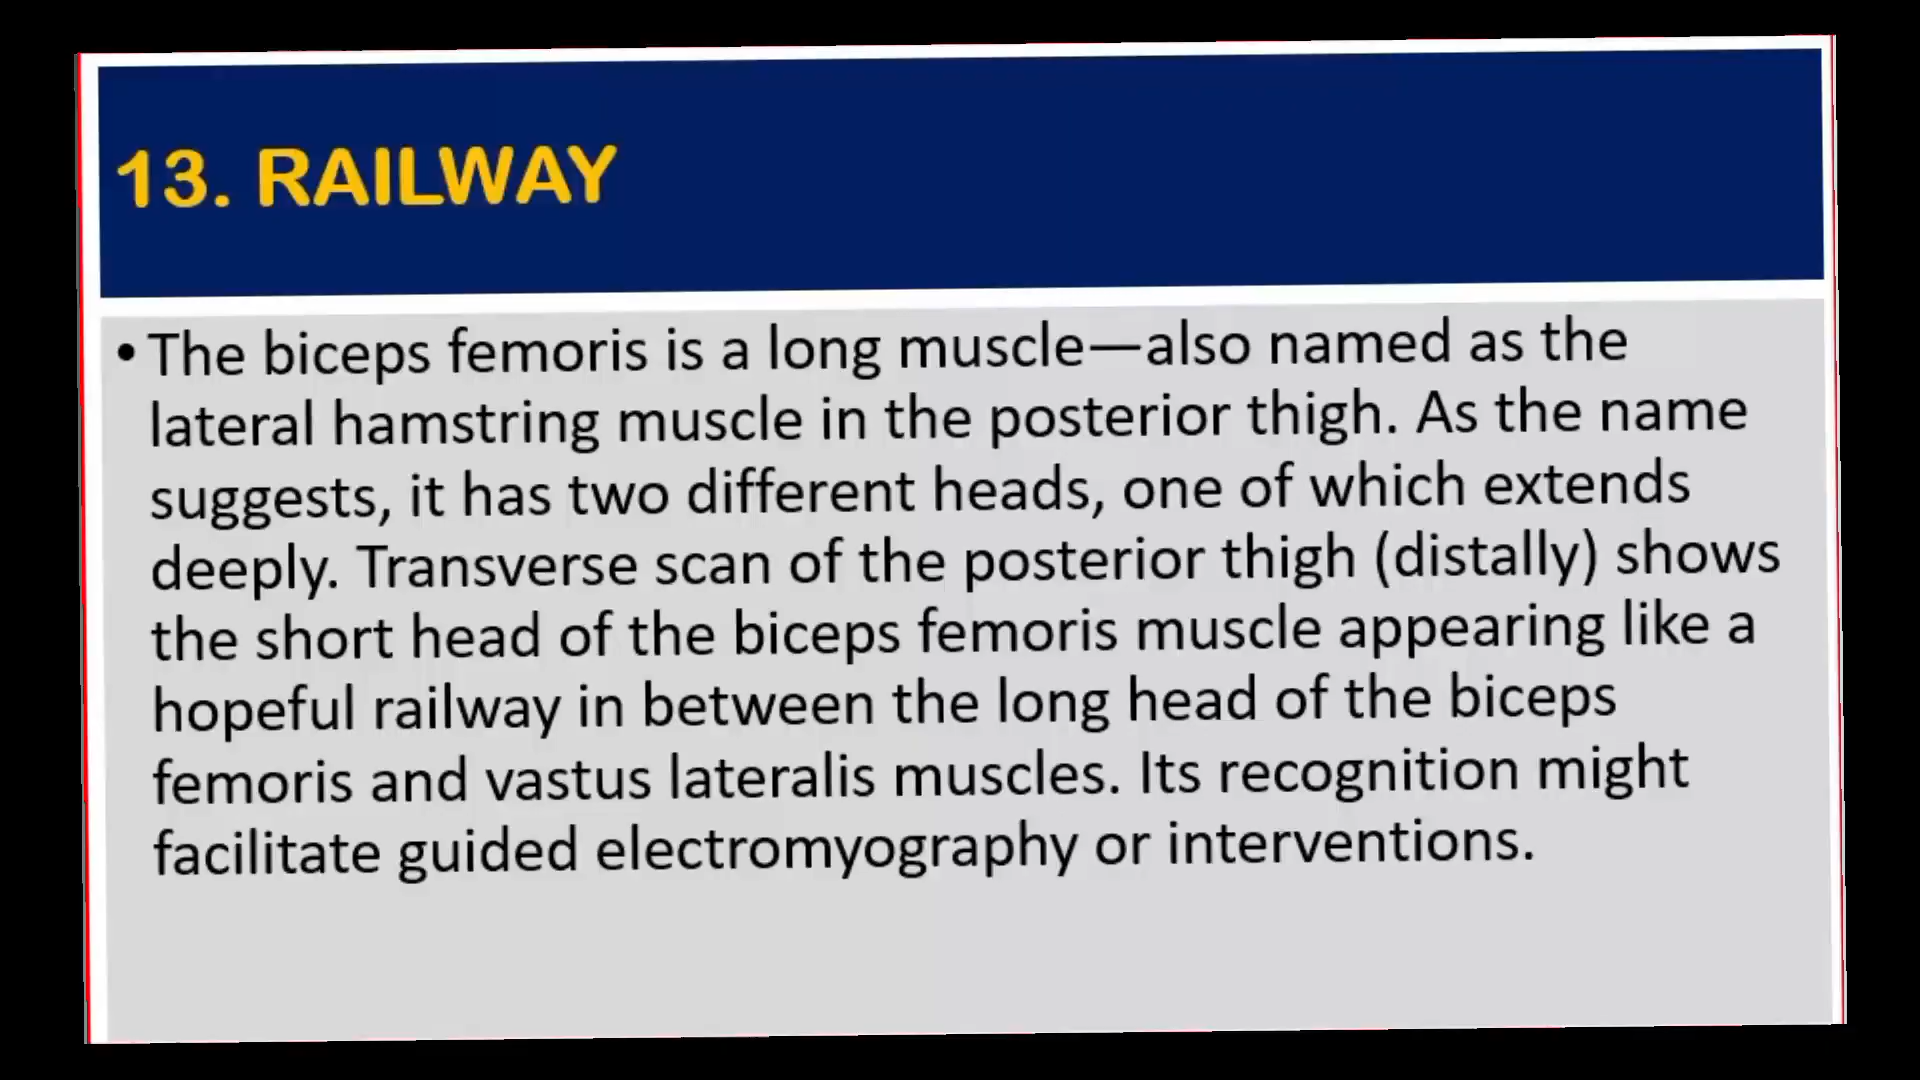 13. RAILWAY
• The biceps femoris is a long muscle—also named as the
lateral hamstring muscle in the posterior thigh. As the name
suggests, it has two different heads, one of which extends
deeply. Transverse scan of the posterior thigh (distally) shows
the short head of the biceps femoris muscle appearing like a
hopeful railway in between the long head of the biceps
femoris and vastus lateralis muscles. Its recognition might
facilitate guided electromyography or interventions.